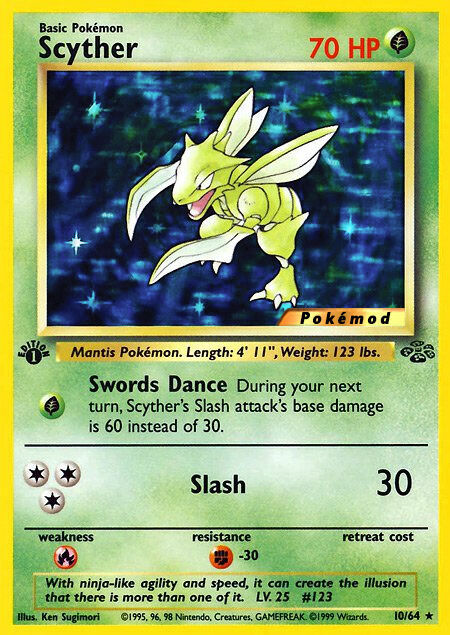 Basic Pokémon
Scyther 70 HP
Pokémod
EDITION 1
Mantis Pokémon. Length: 4' 11", Weight: 123 lbs.
Swords Dance During your next
turn, Scyther's Slash attack's base damage
is 60 instead of 30.
Slash 30
weakness resistance retreat cost
-30
With ninja-like agility and speed, it can create the illusion
that there is more than one of it. LV. 25 #123
Illus. Ken Sugimori ©1995, 96, 98 Nintendo, Creatures, GAMEFREAK. ©1999 Wizards. 10/64 ★